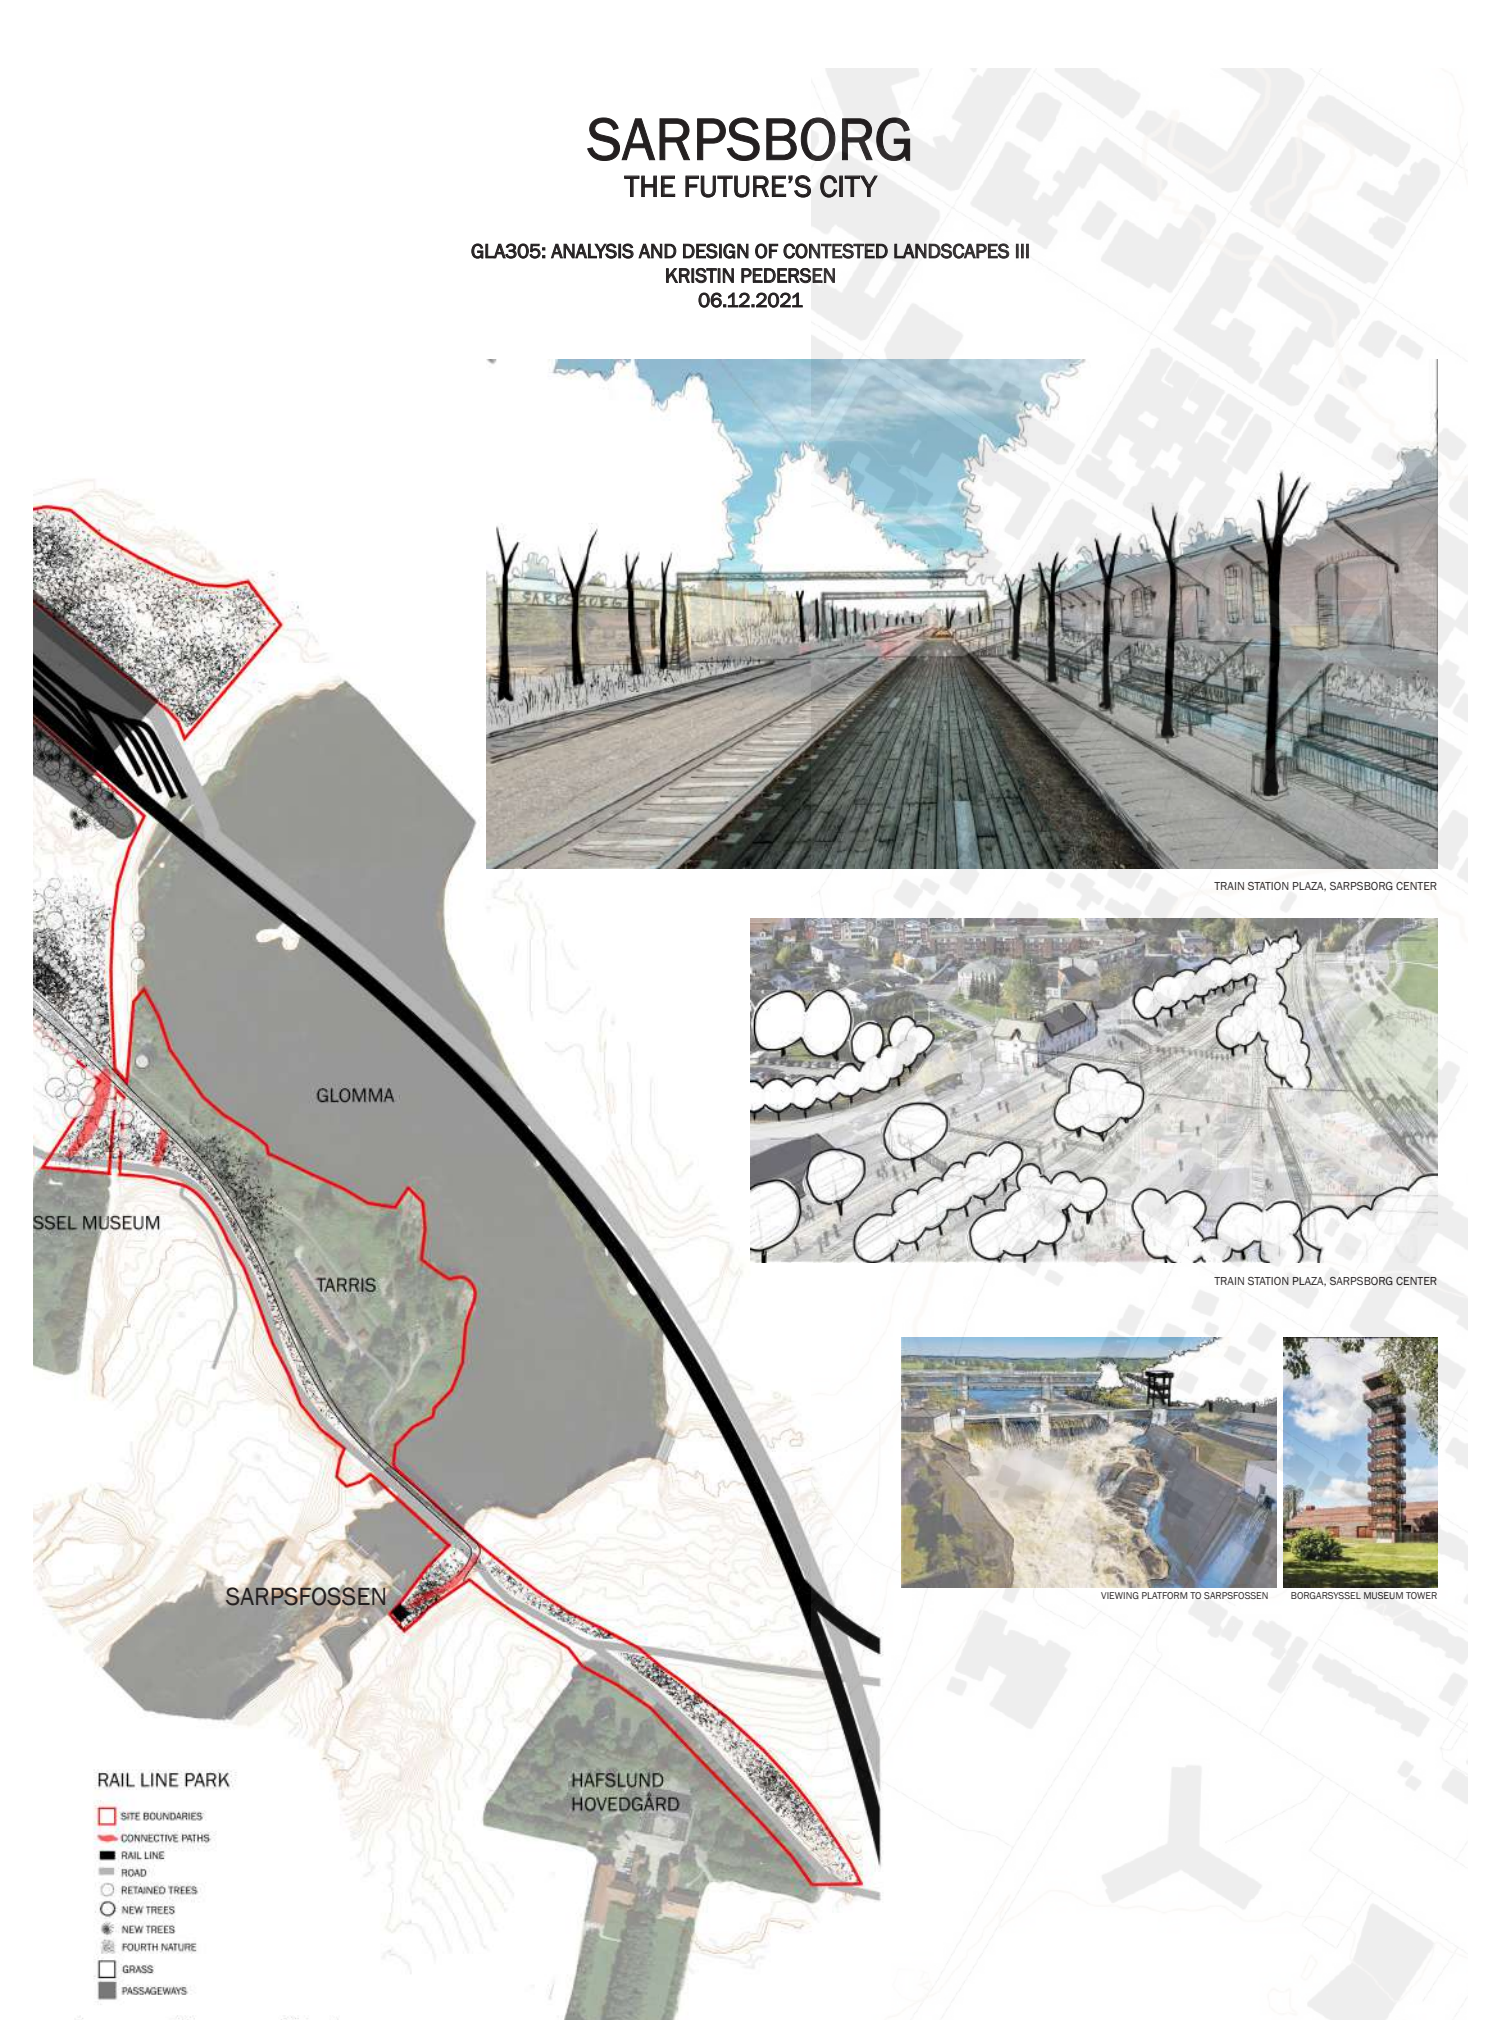 SARPSBORG
THE FUTURE'S CITY
GLA305: ANALYSIS AND DESIGN OF CONTESTED LANDSCAPES III
KRISTIN PEDERSEN
06.12.2021
SARPSBORG
TRAIN STATION PLAZA, SARPSBORG CENTER
GLOMMA
SSEL MUSEUM
TARRIS
TRAIN STATION PLAZA, SARPSBORG CENTER
VIEWING PLATFORM TO SARPSFOSSEN
BORGARSYSSEL MUSEUM TOWER
SARPSFOSSEN
HAFSLUND
HOVEDGÅRD
RAIL LINE PARK
SITE BOUNDARIES
CONNECTIVE PATHS
RAIL LINE
ROAD
RETAINED TREES
NEW TREES
NEW TREES
FOURTH NATURE
GRASS
PASSAGEWAYS